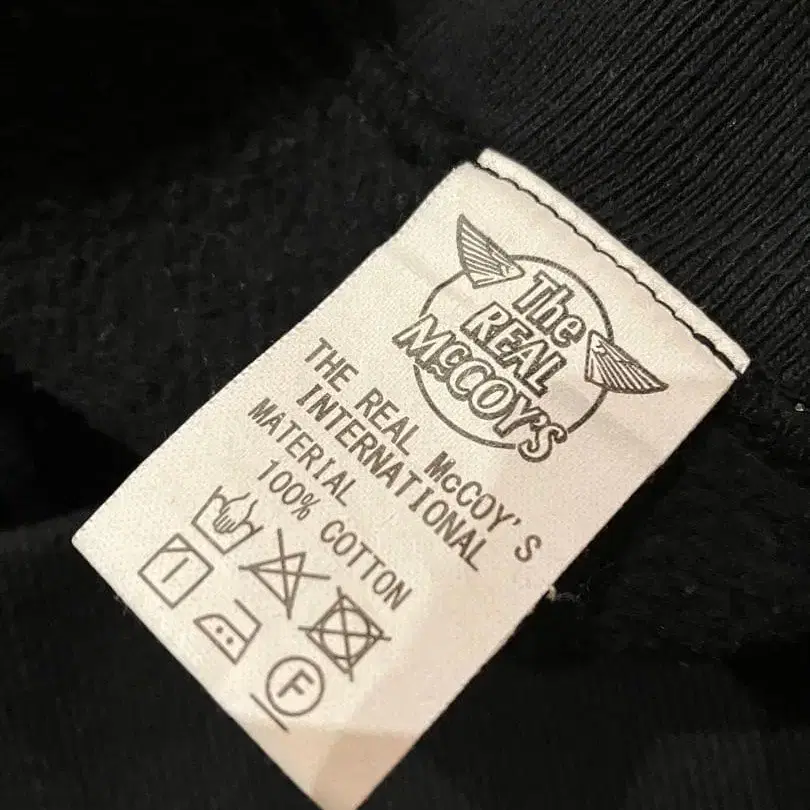 The
REAL
McCOY'S
THE REAL McCOY'S
INTERNATIONAL
MATERIAL
100% COTTON
F